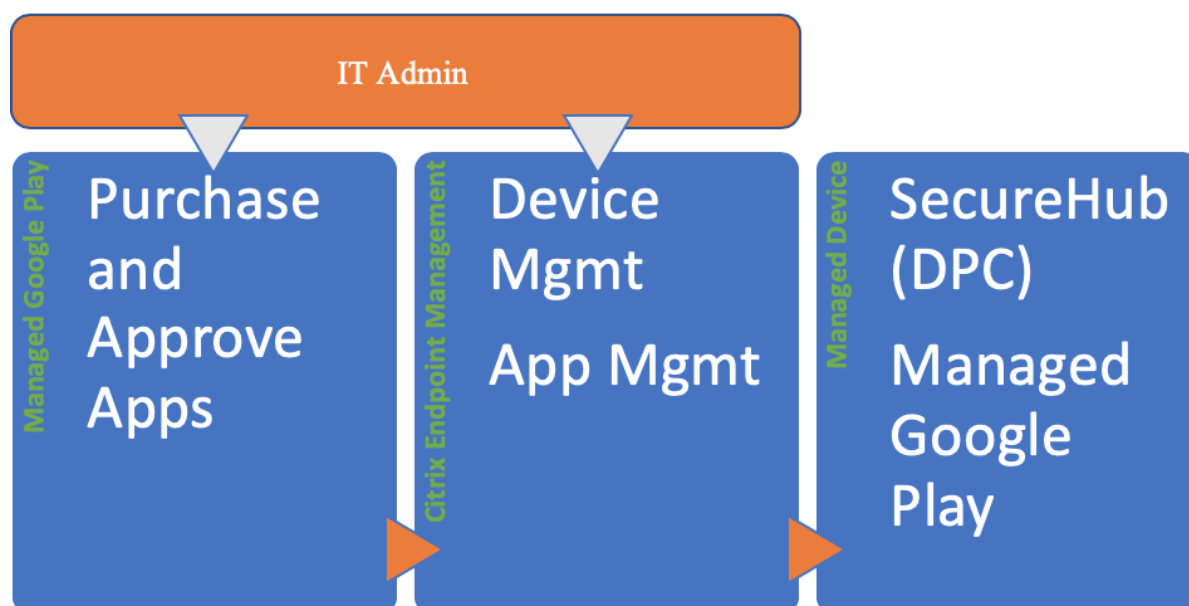 IT Admin
Managed Google Play
Purchase
and
Approve
Apps
Citrix Endpoint Management
Device
Mgmt
App Mgmt
Managed Device
SecureHub
(DPC)
Managed
Google
Play